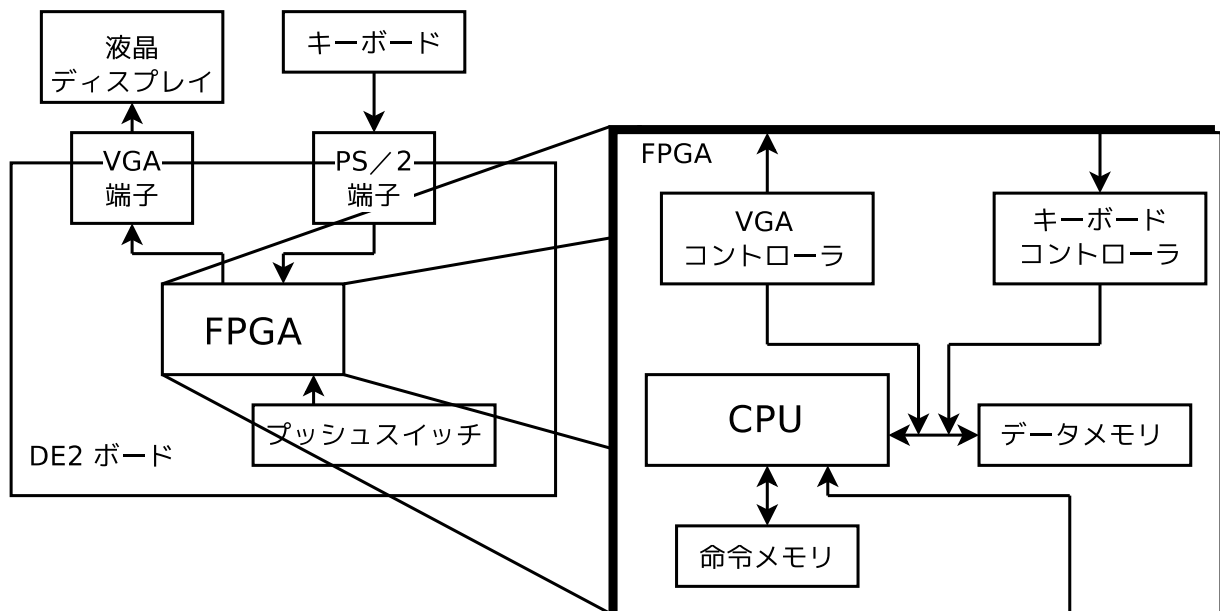 液晶
ディスプレイ
キーボード
VGA
端子
PS／2
端子
FPGA
プッシュスイッチ
DE2 ボード
FPGA
VGA
コントローラ
キーボード
コントローラ
CPU
データメモリ
命令メモリ